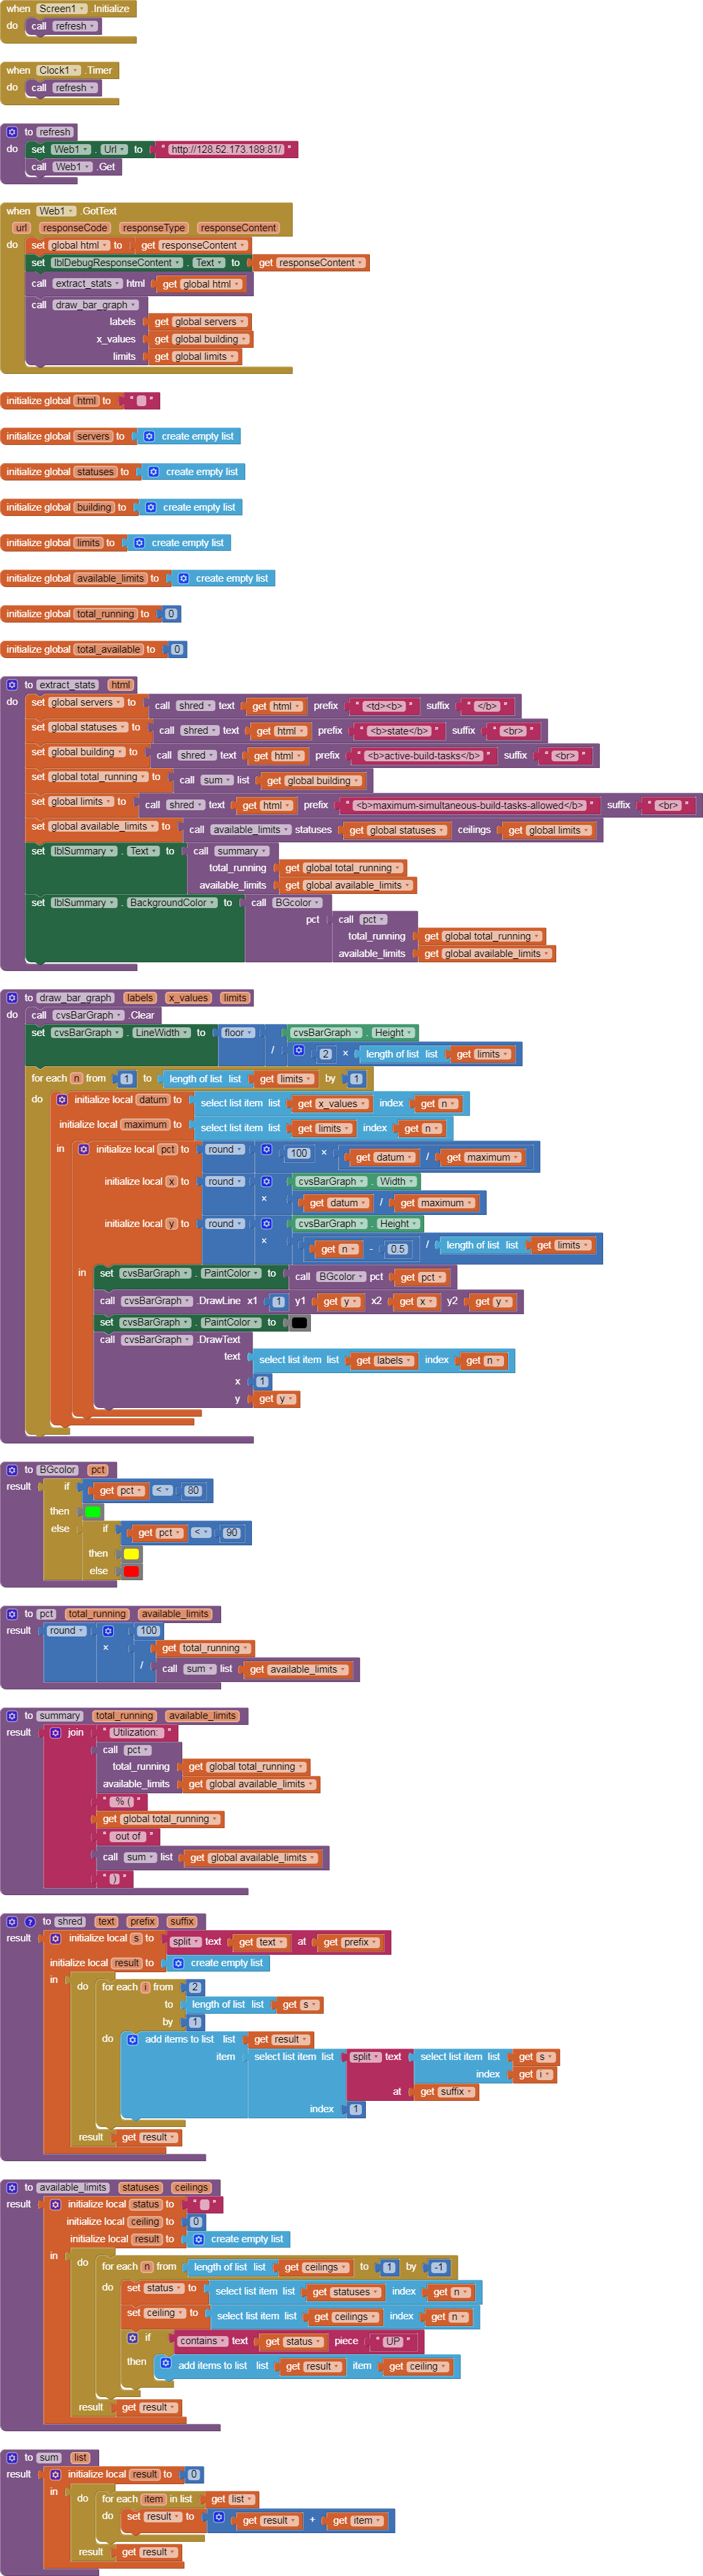 when Screen1 .Initialize
do call refresh
when Clock1 .Timer
do call refresh
to refresh
do set Web1 . Url to " http://128.52.173.189:81/ "
call Web1 .Get
when Web1 .GotText
url responseCode responseType responseContent
do set global html to get responseContent
set lblDebugResponseContent . Text to get responseContent
call extract_stats html get global html
call draw_bar_graph
labels get global servers
x_values get global building
limits get global limits
initialize global html to " "
initialize global servers to create empty list
initialize global statuses to create empty list
initialize global building to create empty list
initialize global limits to create empty list
initialize global available_limits to create empty list
initialize global total_running to 0
initialize global total_available to 0
to extract_stats html
do set global servers to call shred text get html prefix " <td><b> " suffix " </b> "
set global statuses to call shred text get html prefix " <b>state</b> " suffix " <br> "
set global building to call shred text get html prefix " <b>active-build-tasks</b> " suffix " <br> "
set global total_running to call sum list get global building
set global limits to call shred text get html prefix " <b>maximum-simultaneous-build-tasks-allowed</b> " suffix " <br> "
set global available_limits to call available_limits statuses get global statuses ceilings get global limits
set lblSummary . Text to call summary
total_running get global total_running
available_limits get global available_limits
set lblSummary . BackgroundColor to call BGcolor
pct call pct
total_running get global total_running
available_limits get global available_limits
to draw_bar_graph labels x_values limits
do call cvsBarGraph .Clear
set cvsBarGraph . LineWidth to floor cvsBarGraph . Height
/ 2 × length of list list get limits
for each n from 1 to length of list list get limits by 1
do initialize local datum to select list item list get x_values index get n
initialize local maximum to select list item list get limits index get n
in initialize local pct to round 100 × get datum / get maximum
initialize local x to round cvsBarGraph . Width
× get datum / get maximum
initialize local y to round cvsBarGraph . Height
× get n - 0.5 / length of list list get limits
in set cvsBarGraph . PaintColor to call BGcolor pct get pct
call cvsBarGraph .DrawLine x1 1 y1 get y x2 get x y2 get y
set cvsBarGraph . PaintColor to
call cvsBarGraph .DrawText
text select list item list get labels index get n
x 1
y get y
to BGcolor pct
result if get pct < 80
then
else if get pct < 90
then
else
to pct total_running available_limits
result round 100
× get total_running
/ call sum list get available_limits
to summary total_running available_limits
result join " Utilization: "
call pct
total_running get global total_running
available_limits get global available_limits
" % ( "
get global total_running
" out of "
call sum list get global available_limits
" ) "
? to shred text prefix suffix
result initialize local s to split text get text at get prefix
initialize local result to create empty list
in do for each i from 2
to length of list list get s
by 1
do add items to list list get result
item select list item list split text select list item list get s
index get i
at get suffix
index 1
result get result
to available_limits statuses ceilings
result initialize local status to " "
initialize local ceiling to 0
initialize local result to create empty list
in do for each n from length of list list get ceilings to 1 by -1
do set status to select list item list get statuses index get n
set ceiling to select list item list get ceilings index get n
if contains text get status piece " UP "
then add items to list list get result item get ceiling
result get result
to sum list
result initialize local result to 0
in do for each item in list get list
do set result to get result + get item
result get result